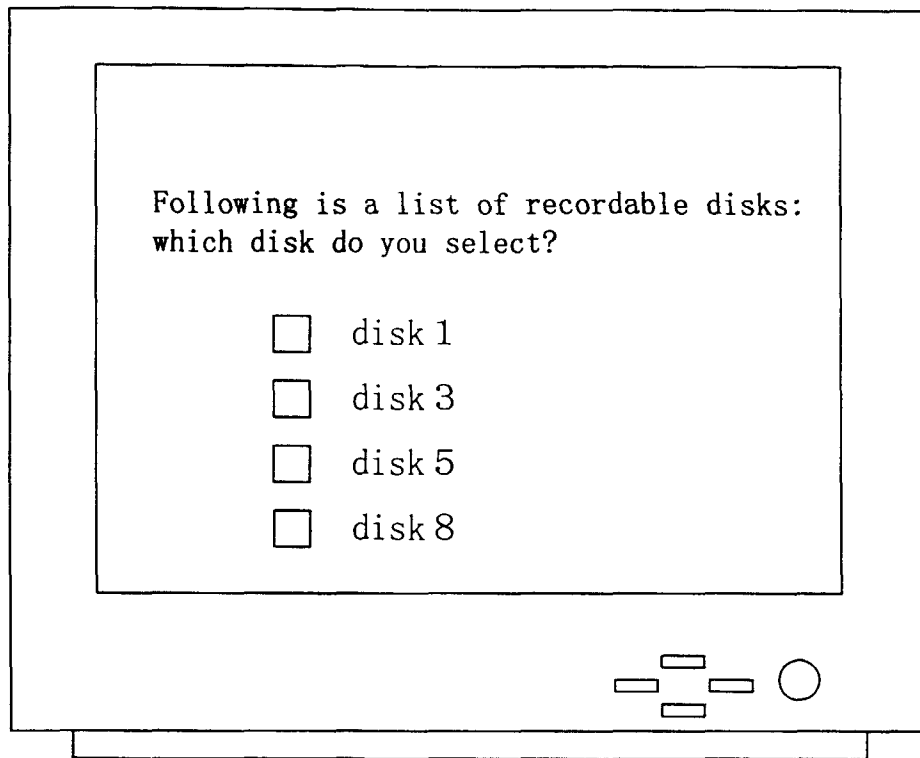 Following is a list of recordable disks:
which disk do you select?
disk 1
disk 3
disk 5
disk 8